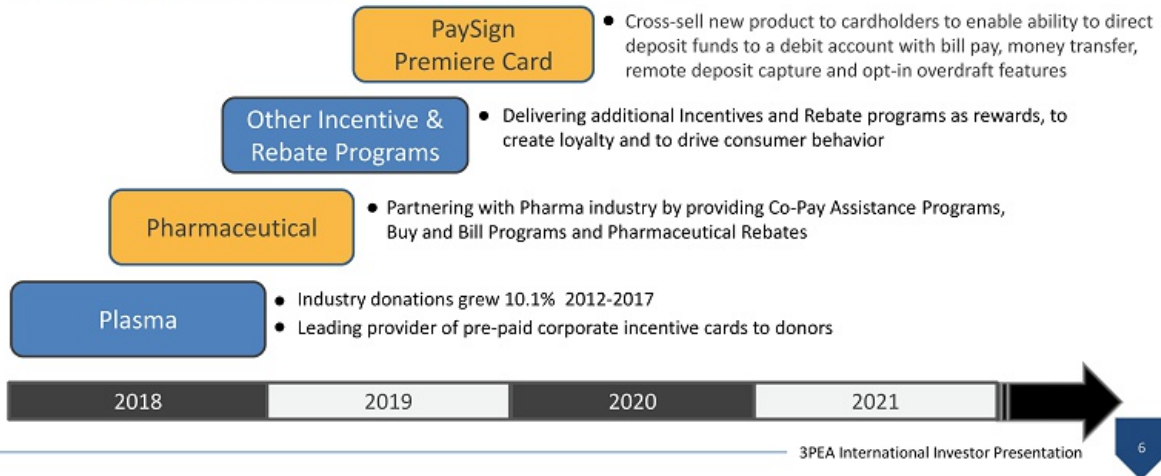 PaySign
Premiere Card
● Cross-sell new product to cardholders to enable ability to direct
deposit funds to a debit account with bill pay, money transfer,
remote deposit capture and opt-in overdraft features
Other Incentive &
Rebate Programs
● Delivering additional Incentives and Rebate programs as rewards, to
create loyalty and to drive consumer behavior
Pharmaceutical
● Partnering with Pharma industry by providing Co-Pay Assistance Programs,
Buy and Bill Programs and Pharmaceutical Rebates
Plasma
● Industry donations grew 10.1% 2012-2017
● Leading provider of pre-paid corporate incentive cards to donors
2018 2019 2020 2021
3PEA International Investor Presentation 6